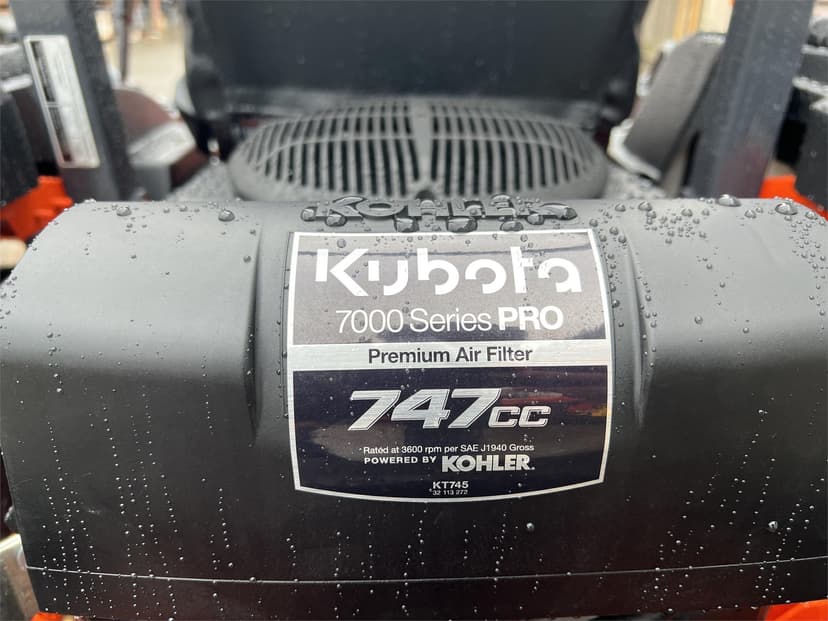 KOHLER
Kubota
7000 Series PRO
Premium Air Filter
747cc
Rated at 3600 rpm per SAE J1940 Gross
POWERED BY KOHLER.
KT745
32 113 272